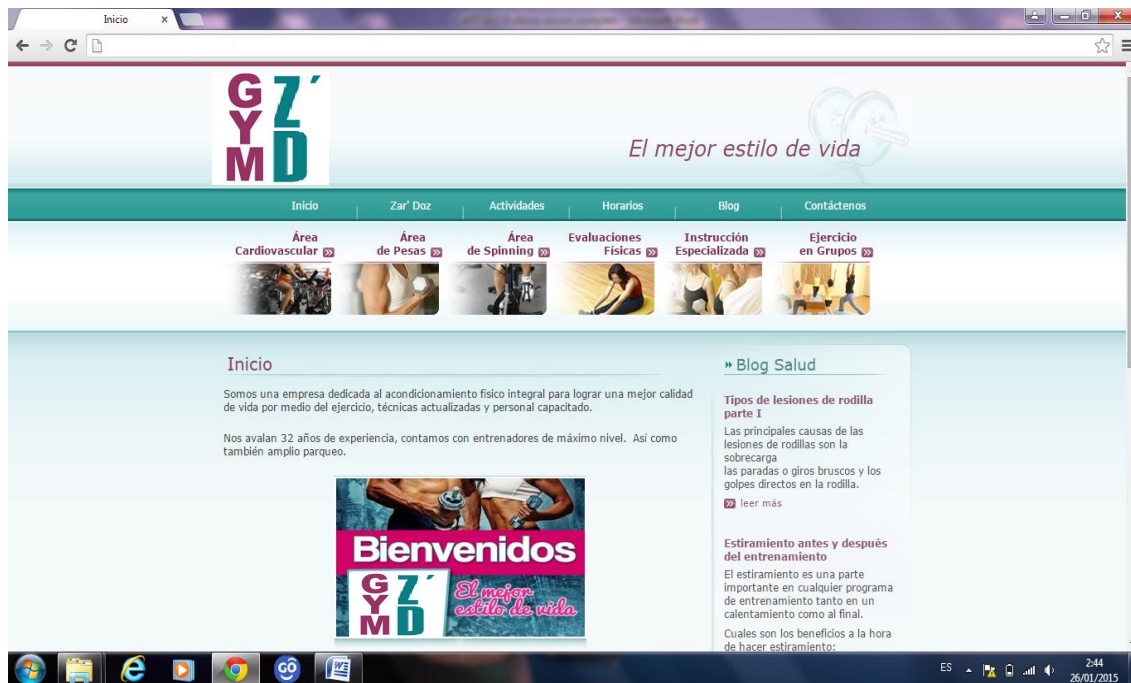 Inicio
GYM Z´D
El mejor estilo de vida
Inicio Zar' Doz Actividades Horarios Blog Contáctenos
Área Cardiovascular
Área de Pesas
Área de Spinning
Evaluaciones Físicas
Instrucción Especializada
Ejercicio en Grupos
Inicio
Somos una empresa dedicada al acondicionamiento físico integral para lograr una mejor calidad
de vida por medio del ejercicio, técnicas actualizadas y personal capacitado.
Nos avalan 32 años de experiencia, contamos con entrenadores de máximo nivel. Así como
también amplio parqueo.
Bienvenidos
GYM Z´D
El mejor
estilo de vida
Blog Salud
Tipos de lesiones de rodilla
parte I
Las principales causas de las
lesiones de rodillas son la
sobrecarga
las paradas o giros bruscos y los
golpes directos en la rodilla.
leer más
Estiramiento antes y después
del entrenamiento
El estiramiento es una parte
importante en cualquier programa
de entrenamiento tanto en un
calentamiento como al final.
Cuales son los beneficios a la hora
de hacer estiramiento:
GO
W
ES
2:44
26/01/2015